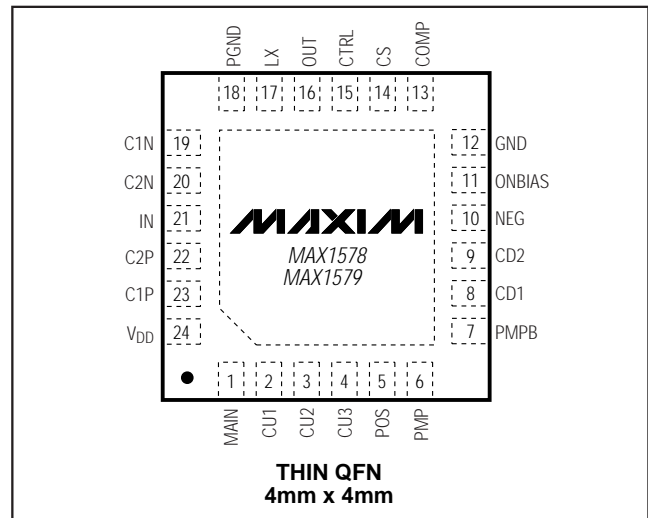 PGND LX OUT CTRL CS COMP
18 17 16 15 14 13
C1N 19 12 GND
C2N 20 11 ONBIAS
IN 21 10 NEG
MAXIM
C2P 22 9 CD2
MAX1578
MAX1579
C1P 23 8 CD1
VDD 24 7 PMPB
1 2 3 4 5 6
MAIN CU1 CU2 CU3 POS PMP
THIN QFN
4mm x 4mm